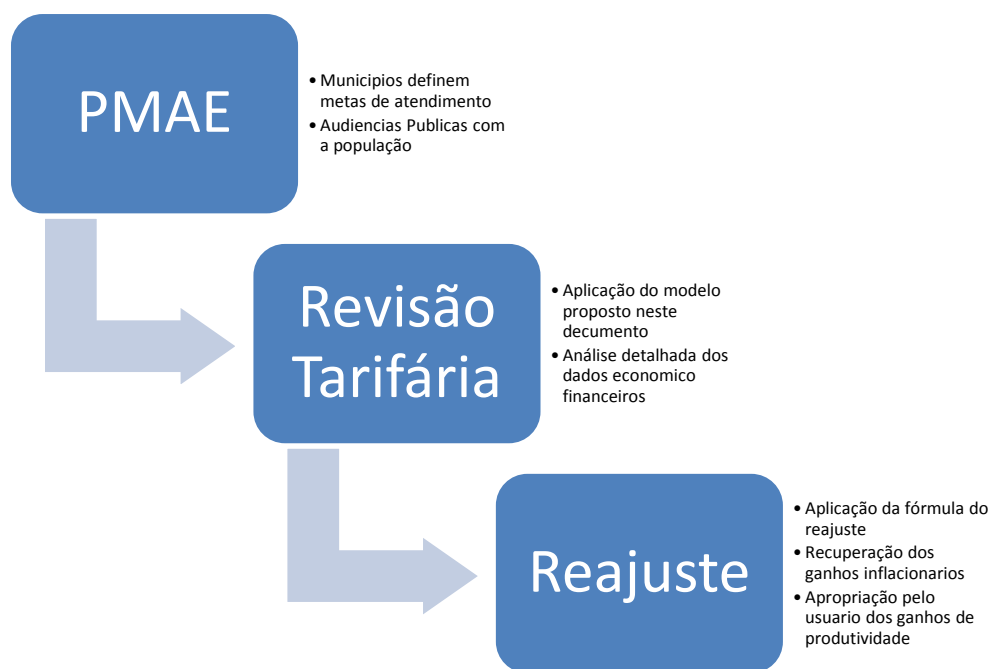 PMAE
• Municipios definem
metas de atendimento
• Audiencias Publicas com
a população
Revisão
Tarifária
• Aplicação do modelo
proposto neste
decumento
• Análise detalhada dos
dados economico
financeiros
Reajuste
• Aplicação da fórmula do
reajuste
• Recuperação dos
ganhos inflacionarios
• Apropriação pelo
usuario dos ganhos de
produtividade